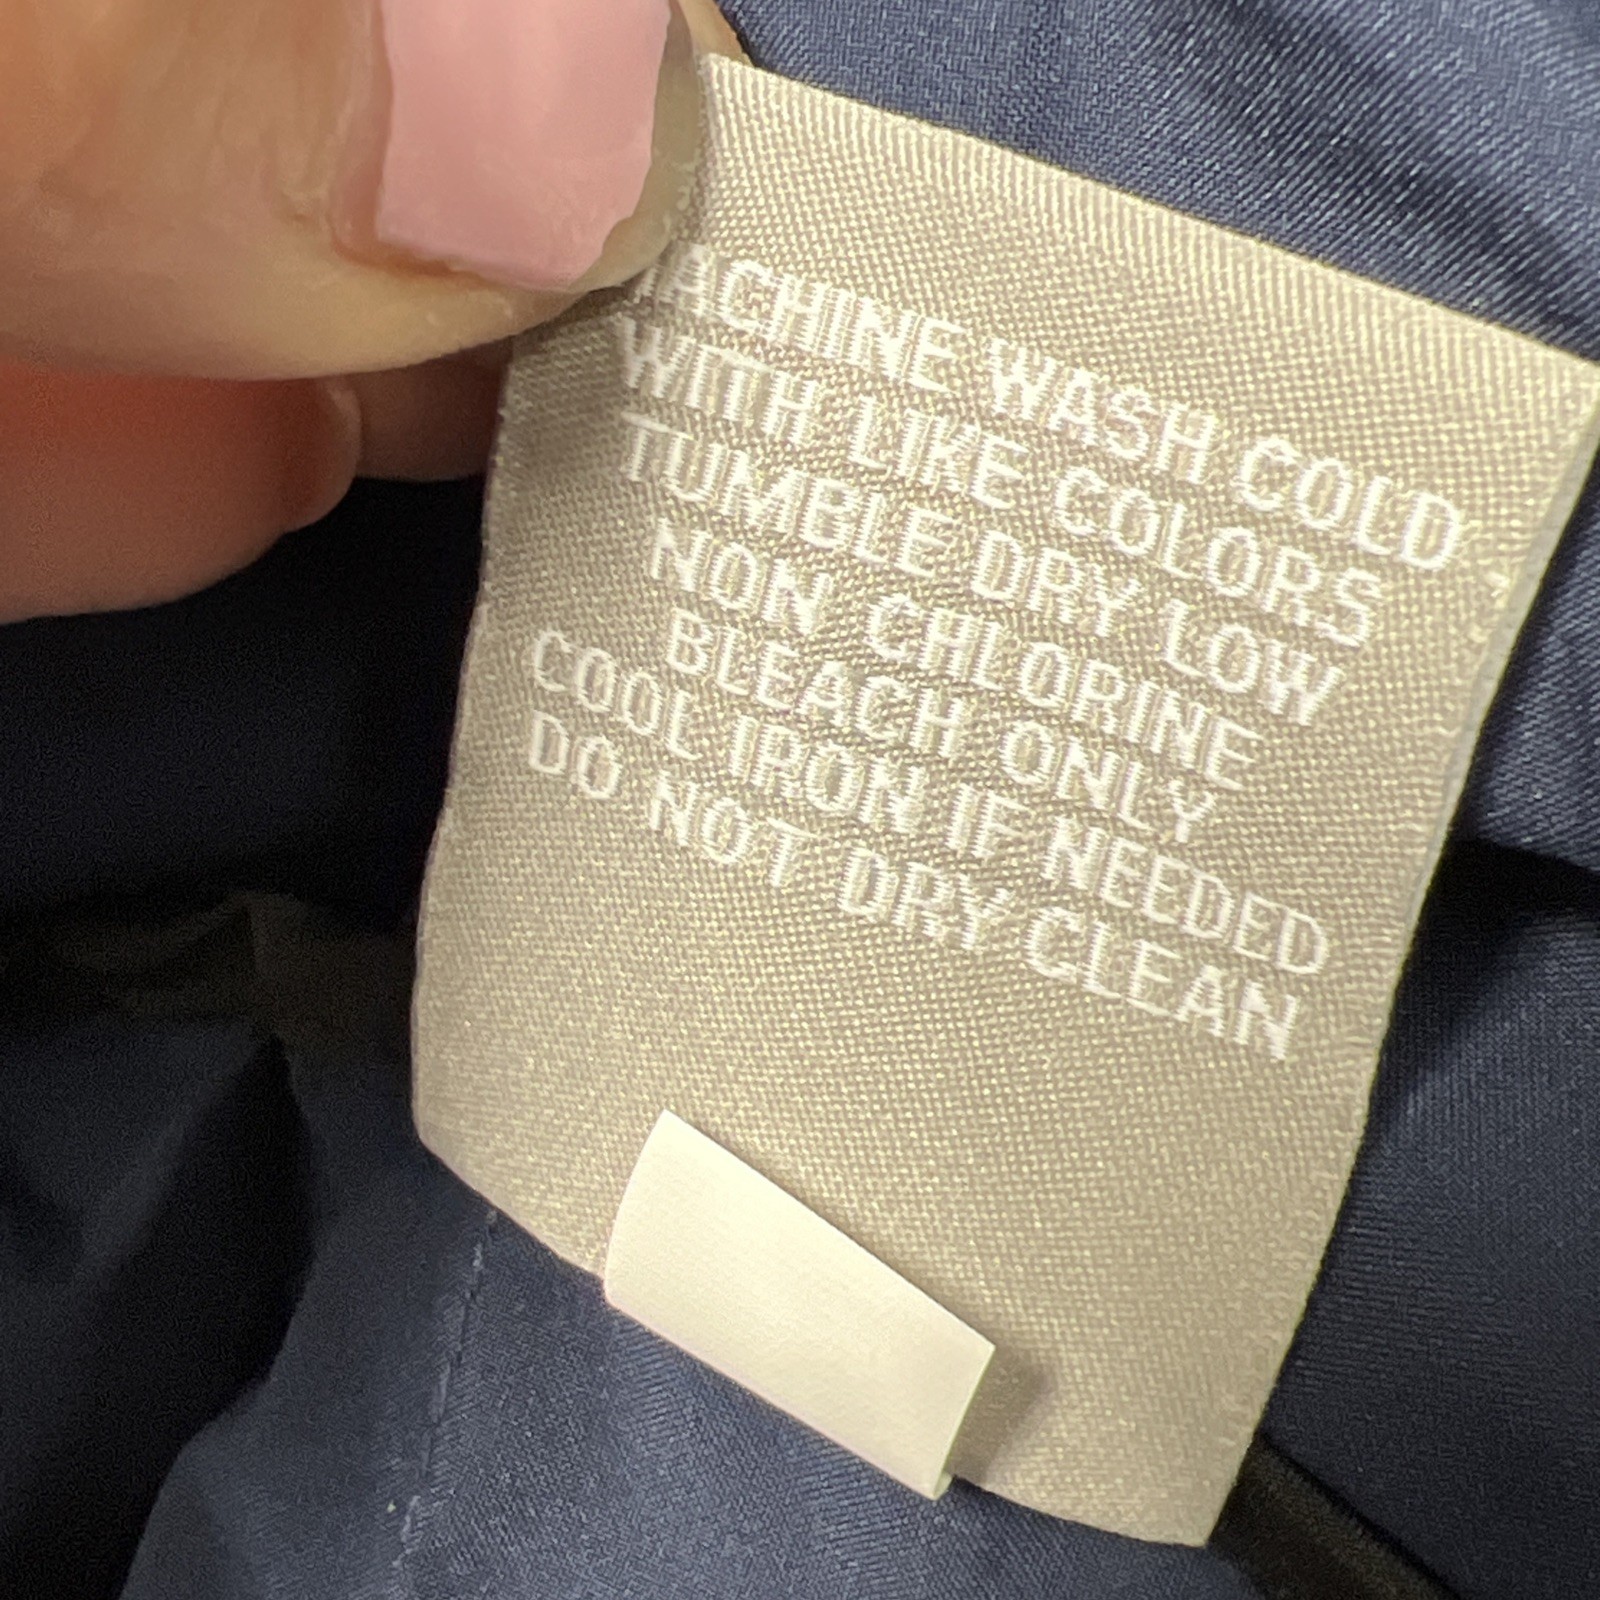 MACHINE WASH COLD
WITH LIKE COLORS
TUMBLE DRY LOW
NON CHLORINE
BLEACH ONLY
COOL IRON IF NEEDED
DO NOT DRY CLEAN